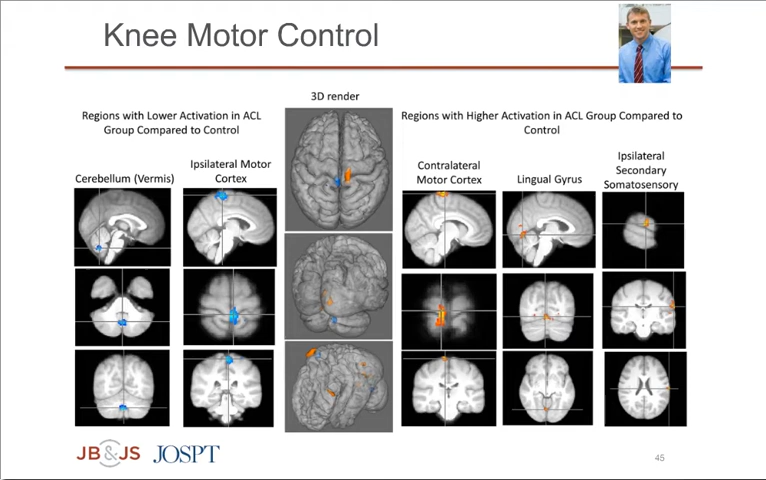 Knee Motor Control
3D render
Regions with Lower Activation in ACL
Group Compared to Control
Regions with Higher Activation in ACL Group Compared to
Control
Cerebellum (Vermis)
Ipsilateral Motor
Cortex
Contralateral
Motor Cortex
Lingual Gyrus
Ipsilateral
Secondary
Somatosensory
JB&JS
JOSPT
45